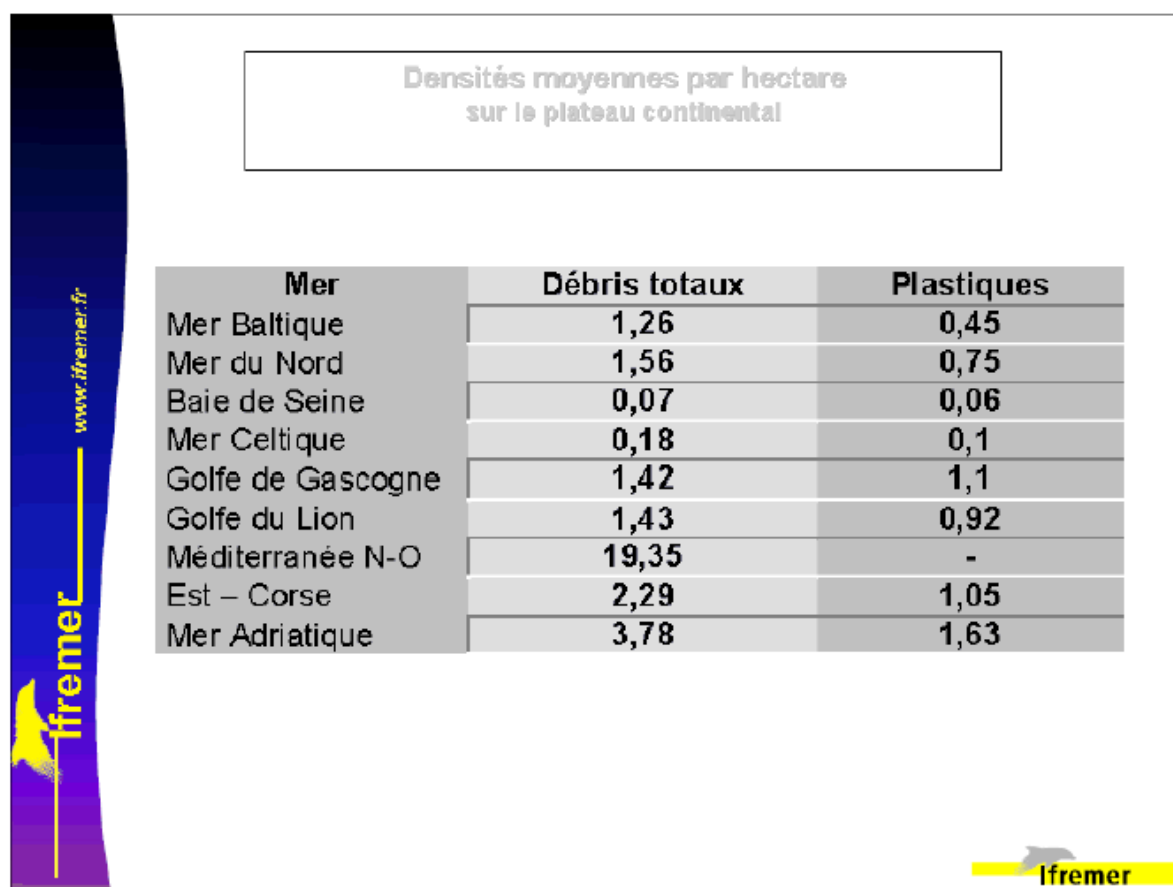 Densités moyennes par hectare
sur le plateau continental
Mer Débris totaux Plastiques
Mer Baltique 1,26 0,45
Mer du Nord 1,56 0,75
Baie de Seine 0,07 0,06
Mer Celtique 0,18 0,1
Golfe de Gascogne 1,42 1,1
Golfe du Lion 1,43 0,92
Méditerranée N-O 19,35 -
Est – Corse 2,29 1,05
Mer Adriatique 3,78 1,63
www.ifremer.fr
Ifremer
Ifremer